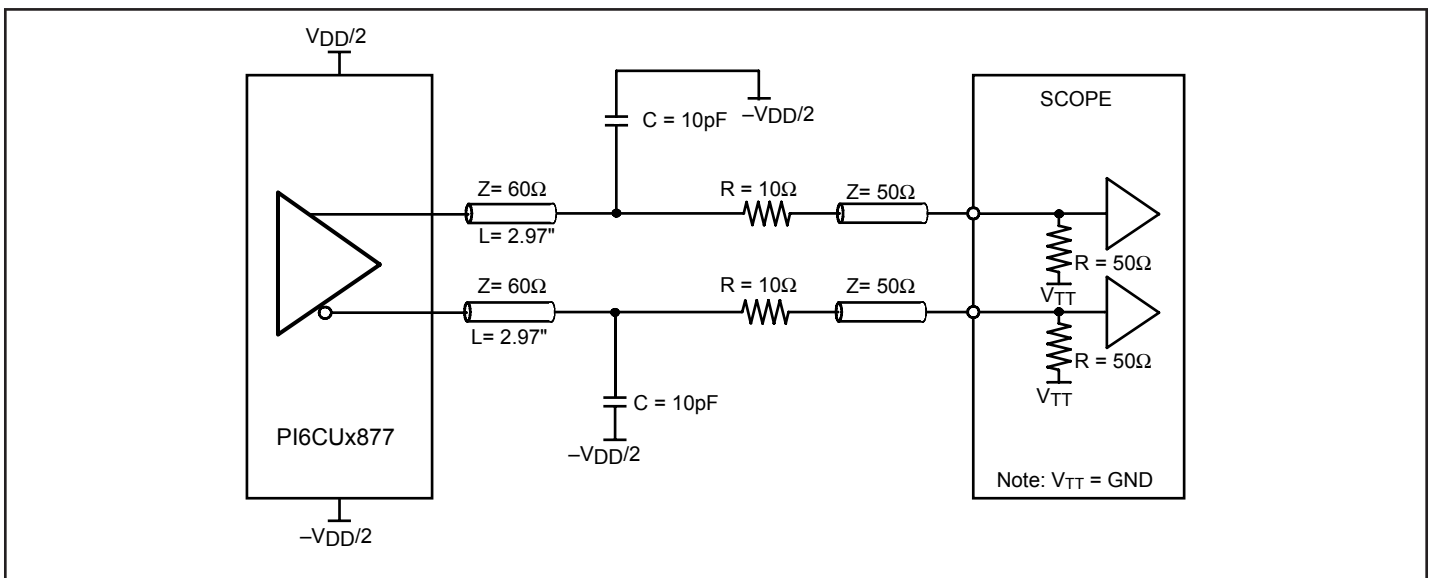 VDD/2
SCOPE
C = 10pF
–VDD/2
Z= 60Ω
R = 10Ω
Z= 50Ω
L= 2.97"
R = 50Ω
VTT
Z= 60Ω
R = 10Ω
Z= 50Ω
L= 2.97"
R = 50Ω
VTT
C = 10pF
PI6CUx877
–VDD/2
Note: VTT = GND
–VDD/2